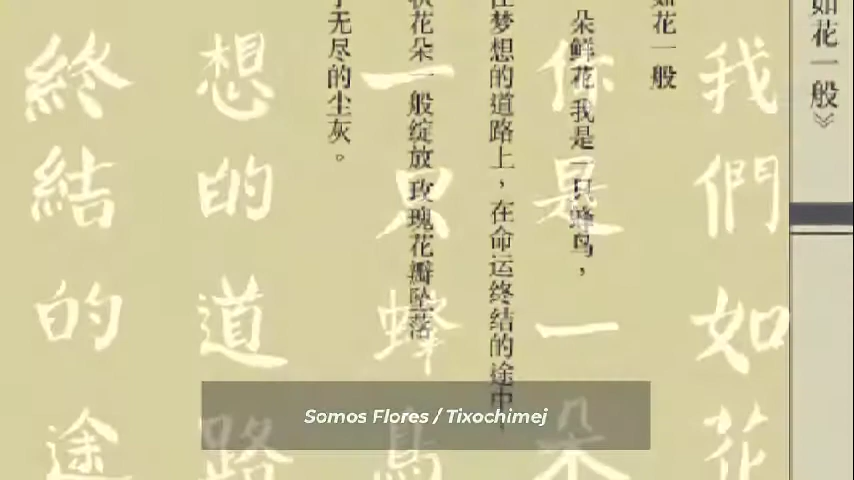 如花一般》
如花一般
朵鲜花 我是一只蜂鸟，
梦想的道路上，在命运终结的途中，
花朵一般绽放 玫瑰花瓣坠落
无尽的尘灰。
我們如花
你是一朵
一只蜂鳥
想的道路
終結的途
Somos Flores / Tixochimej